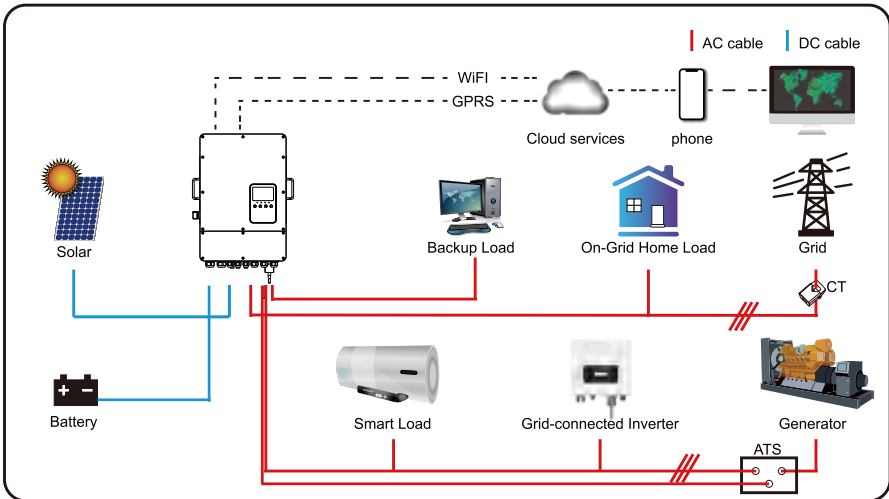 AC cable
DC cable
WiFI
GPRS
Cloud services
phone
Solar
Backup Load
On-Grid Home Load
Grid
CT
Battery
Smart Load
Grid-connected Inverter
Generator
ATS